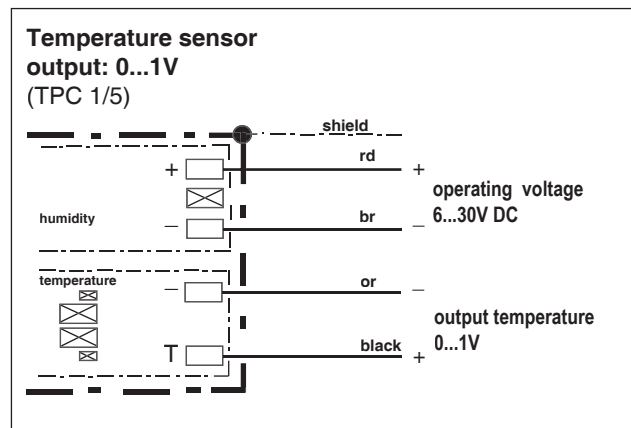 Temperature sensor
output: 0...1V
(TPC 1/5)
shield
rd
+ +
operating voltage
6...30V DC
humidity
br
– –
temperature
or
– –
output temperature
0...1V
black
T +